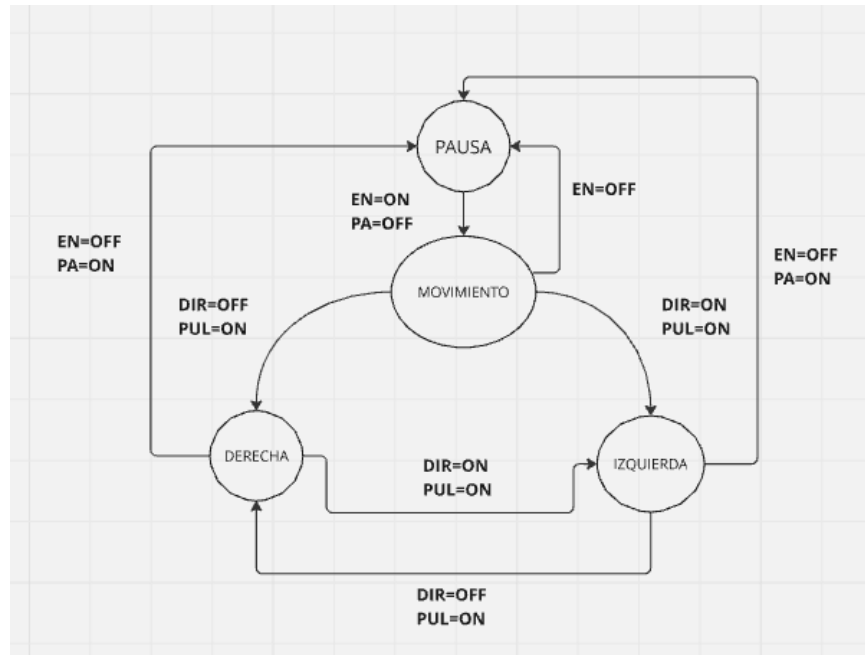 PAUSA
EN=ON
PA=OFF
EN=OFF
EN=OFF
PA=ON
EN=OFF
PA=ON
MOVIMIENTO
DIR=OFF
PUL=ON
DIR=ON
PUL=ON
DERECHA
DIR=ON
PUL=ON
IZQUIERDA
DIR=OFF
PUL=ON